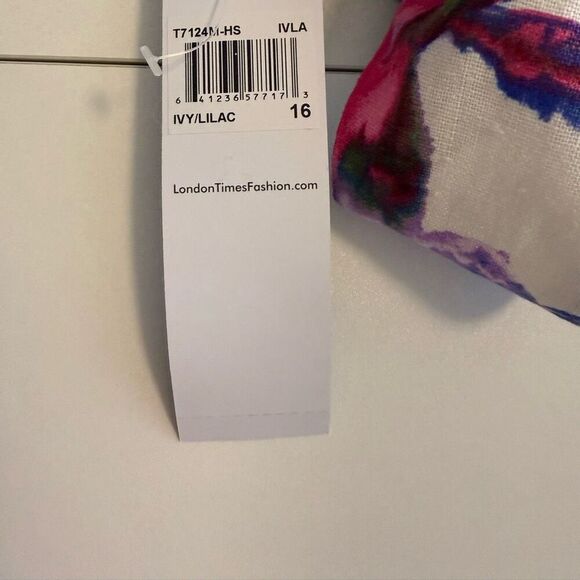 T7124M-HS IVLA
6 41236 57717 3
IVY/LILAC 16
LondonTimesFashion.com